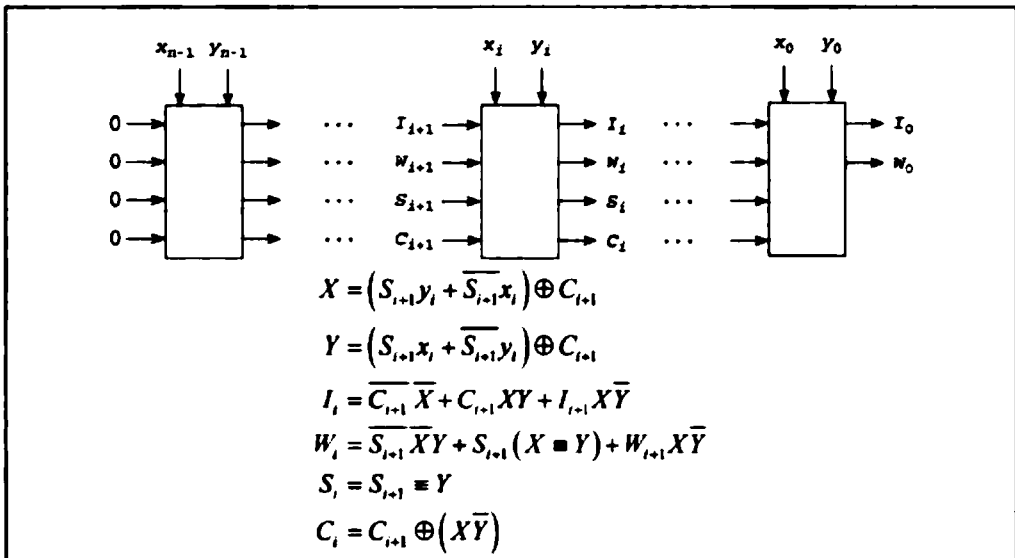 x_{n-1} y_{n-1} x_i y_i x_0 y_0
0 ··· I_{i+1} I_i ··· I_0
0 ··· W_{i+1} W_i ··· W_0
0 ··· S_{i+1} S_i ···
0 ··· C_{i+1} C_i ···
X = (S_{i+1} y_i + \overline{S_{i+1}} x_i) ⊕ C_{i+1}
Y = (S_{i+1} x_i + \overline{S_{i+1}} y_i) ⊕ C_{i+1}
I_i = \overline{C_{i+1}} \overline{X} + C_{i+1} XY + I_{i+1} X\overline{Y}
W_i = \overline{S_{i+1}} \overline{X}Y + S_{i+1} (X ≡ Y) + W_{i+1} X\overline{Y}
S_i = S_{i+1} ≡ Y
C_i = C_{i+1} ⊕ (X\overline{Y})